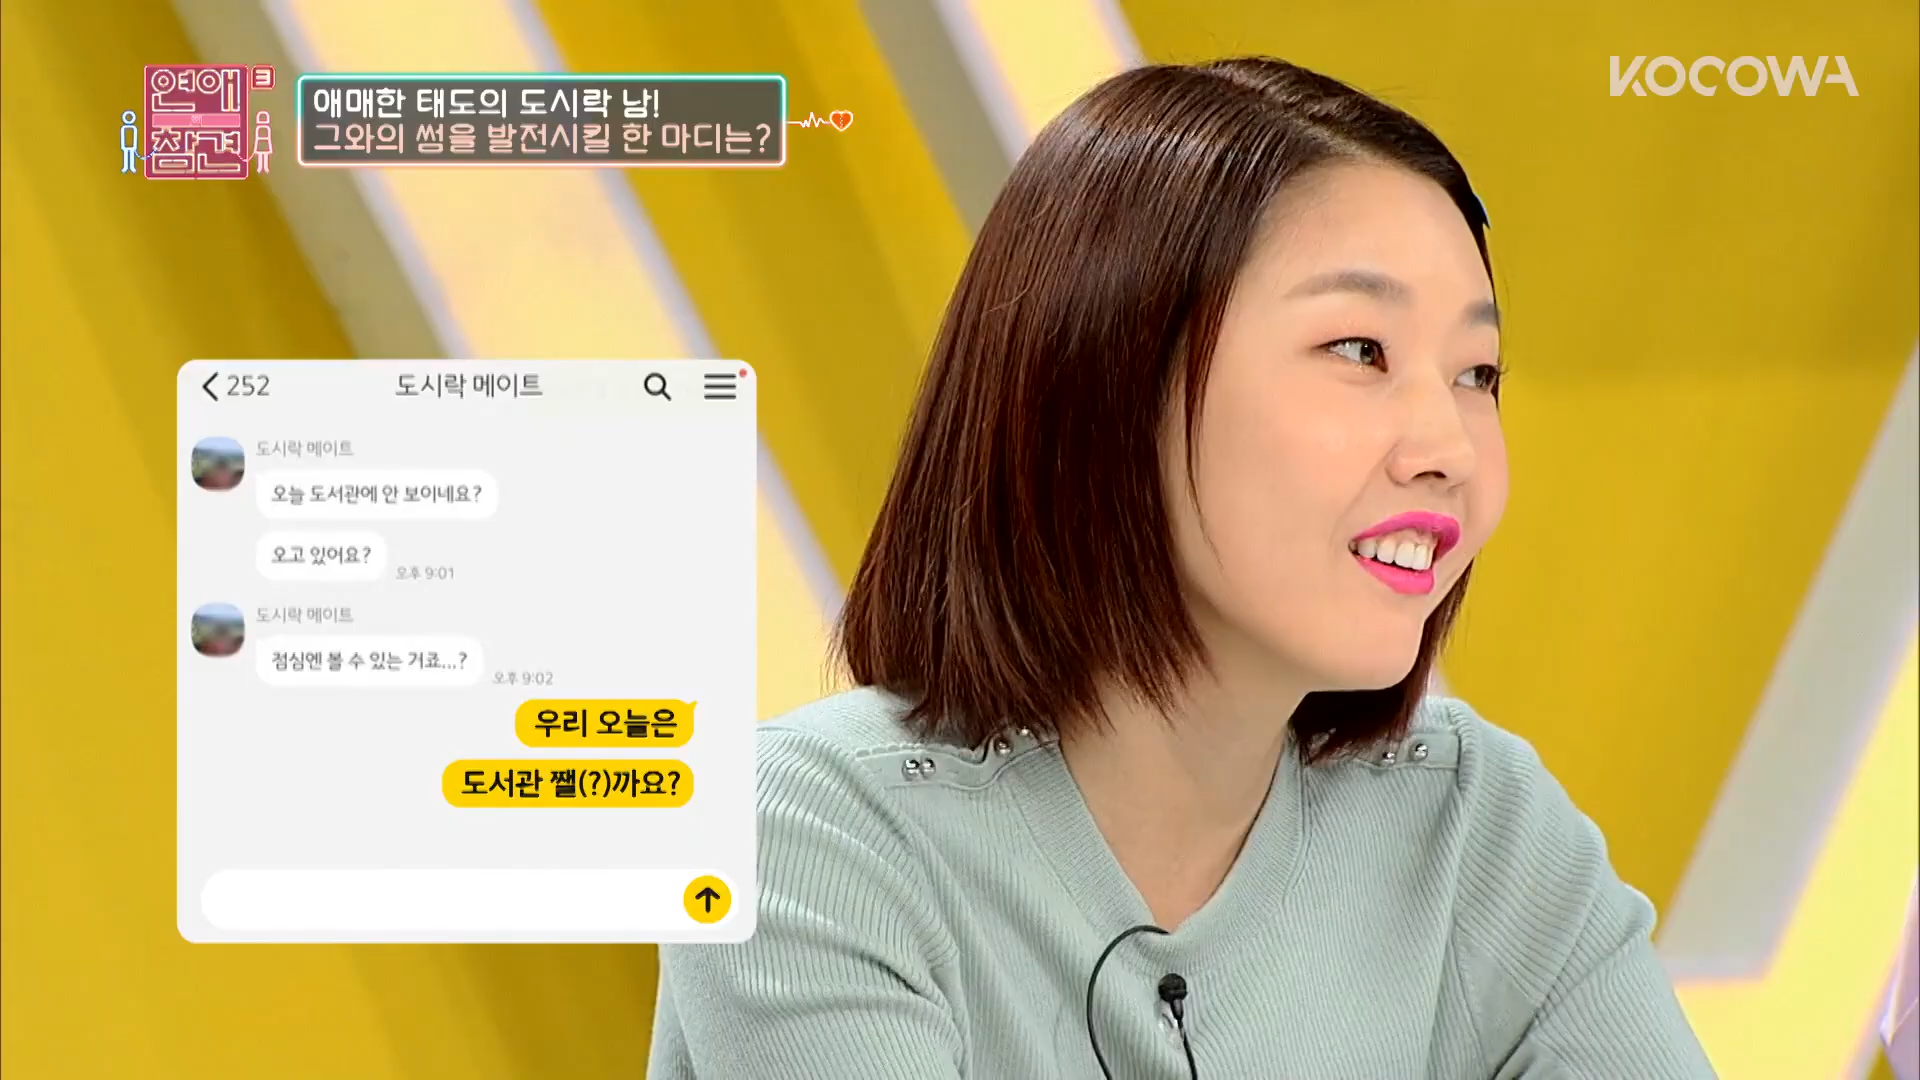 연애의 참견 3
애매한 태도의 도시락 남!
그와의 썸을 발전시킬 한 마디는?
KOCOWA
252
도시락 메이트
도시락 메이트
오늘 도서관에 안 보이네요?
오고 있어요?
오후 9:01
도시락 메이트
점심엔 볼 수 있는 거죠...?
오후 9:02
우리 오늘은
도서관 쨀(?)까요?